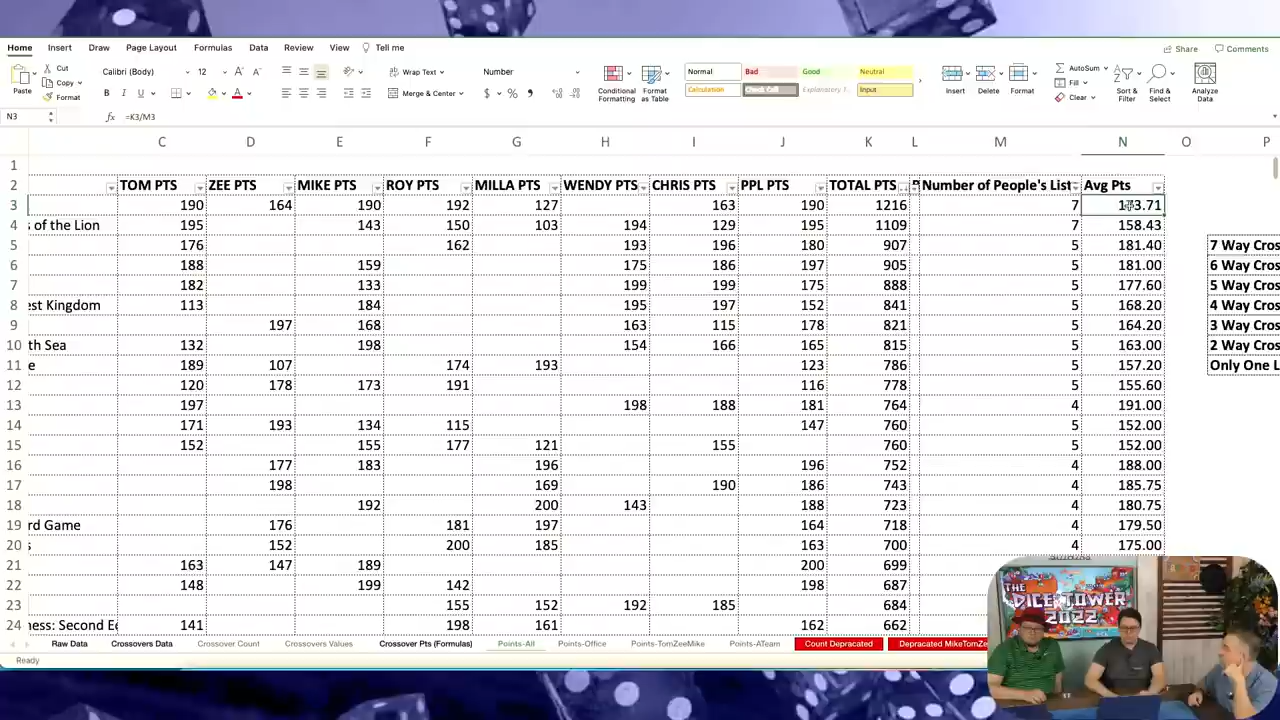 Home Insert Draw Page Layout Formulas Data Review View Tell me Share Comments
Paste Cut Copy Format
Calibri (Body) 12 A A Wrap Text Number
B I U A Merge & Center $ % 9
Conditional Formatting Format as Table
Normal Bad Good Neutral
Calculation Check Cell Explanatory T... Input
Insert Delete Format
AutoSum Fill Clear
Sort & Filter Find & Select Analyze Data
N3 fx =K3/M3
C D E F G H I J K L M N O P
1
2 TOM PTS ZEE PTS MIKE PTS ROY PTS MILLA PTS WENDY PTS CHRIS PTS PPL PTS TOTAL PTS Number of People's List Avg Pts
3 190 164 190 192 127 163 190 1216 7
4 s of the Lion 195 143 150 103 194 129 195 1109 7 158.43
5 176 162 193 196 180 907 5 181.40 7 Way Cros
6 188 159 175 186 197 905 5 181.00 6 Way Cros
7 182 133 199 199 175 888 5 177.60 5 Way Cros
8 est Kingdom 113 184 195 197 152 841 5 168.20 4 Way Cros
9 197 168 163 115 178 821 5 164.20 3 Way Cros
10 th Sea 132 198 154 166 165 815 5 163.00 2 Way Cros
11 e 189 107 174 193 123 786 5 157.20 Only One L
12 120 178 173 191 116 778 5 155.60
13 197 198 188 181 764 4 191.00
14 171 193 134 115 147 760 5 152.00
15 152 155 177 121 155 760 5 152.00
16 177 183 196 196 752 4 188.00
17 198 169 190 186 743 4 185.75
18 192 200 143 188 723 4 180.75
19 rd Game 176 181 197 164 718 4 179.50
20 s 152 200 185 163 700 4 175.00
21 163 147 189 200 699
22 148 199 142 198 687
23 155 152 192 185 684
24 ness: Second Ec 141 198 161 162 662
Raw Data Crossovers Data Crossover Count Crossovers Values Crossover Pts (Formulas) Points-All Points-Office Points-TomZeeMike Points-ATeam Count Depracated Depracated MikeTomZe
Ready
THE
DICE TOWER
2022